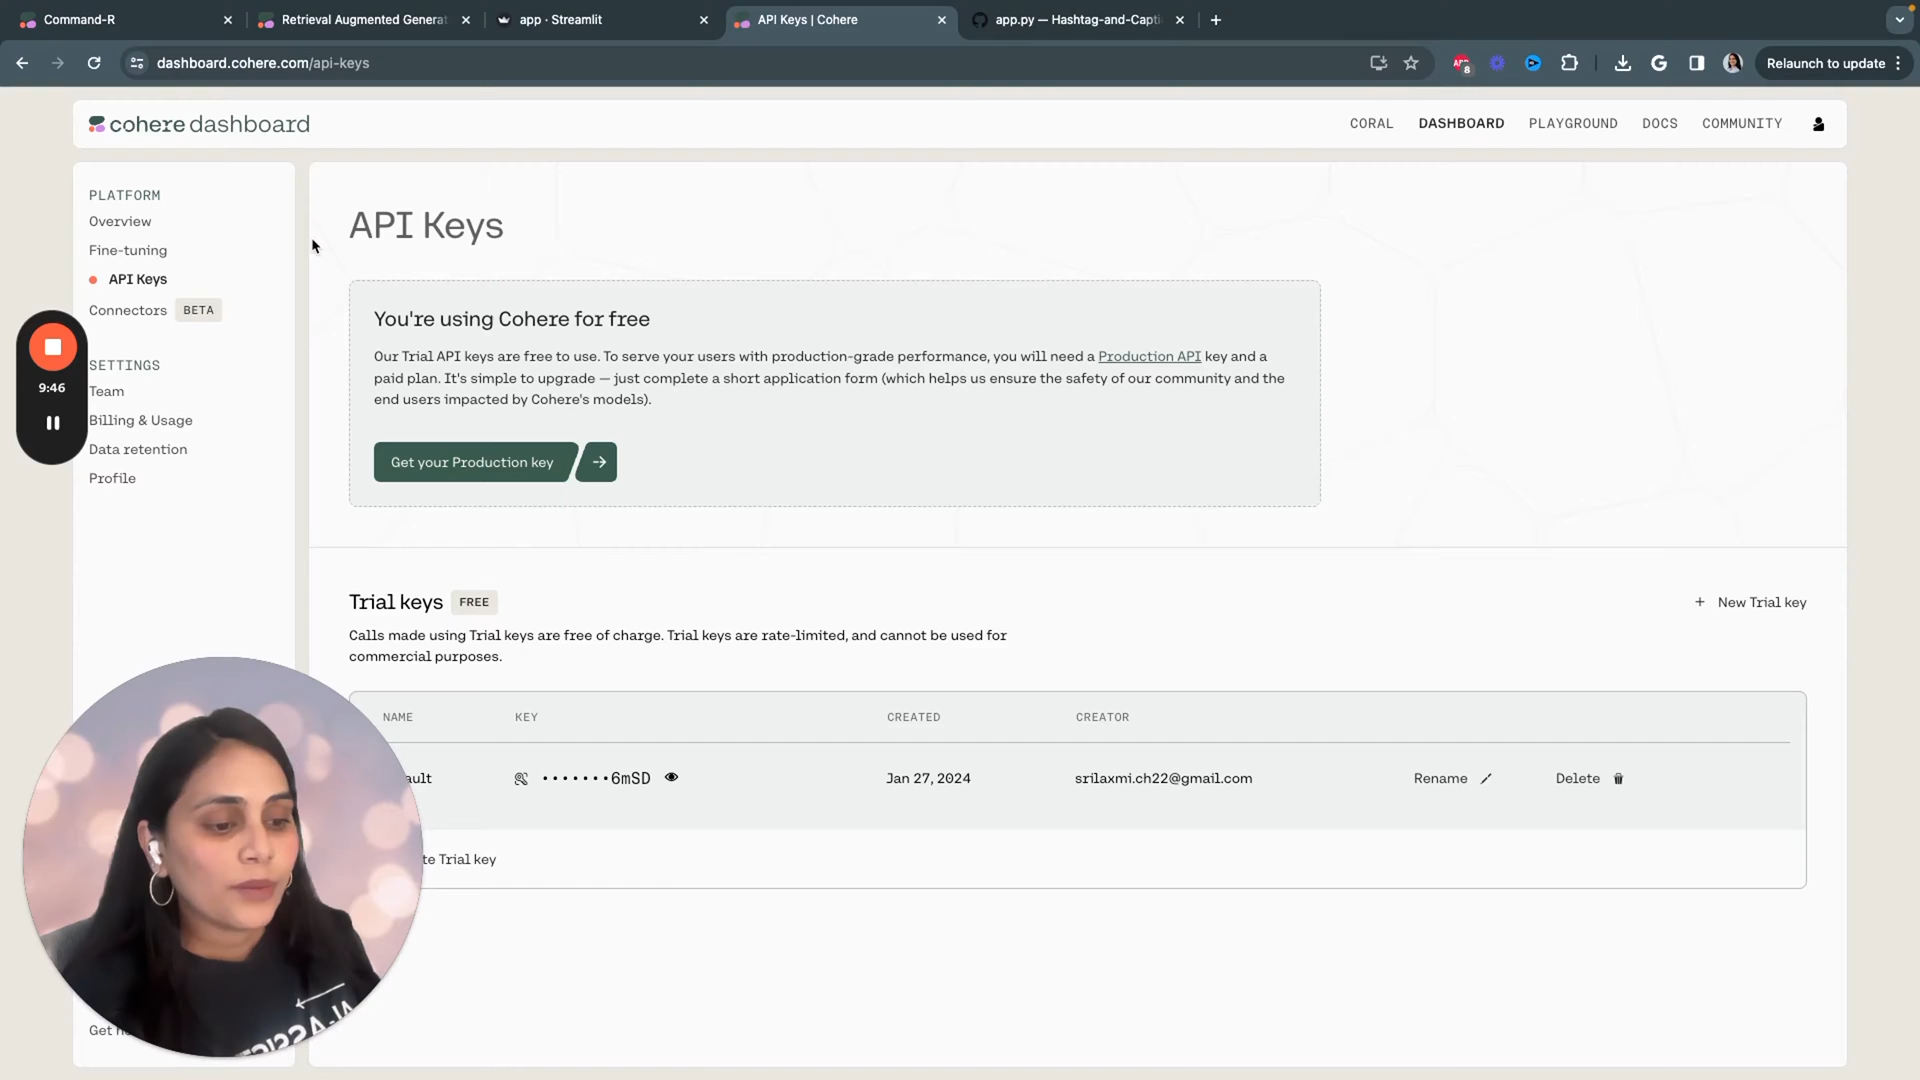 Command-R
Retrieval Augmented Generat
app · Streamlit
API Keys | Cohere
app.py — Hashtag-and-Capti
dashboard.cohere.com/api-keys
8
Relaunch to update
cohere dashboard
CORAL DASHBOARD PLAYGROUND DOCS COMMUNITY
PLATFORM
Overview
Fine-tuning
API Keys
Connectors BETA
SETTINGS
Team
Billing & Usage
Data retention
Profile
9:46
API Keys
You're using Cohere for free
Our Trial API keys are free to use. To serve your users with production-grade performance, you will need a Production API key and a
paid plan. It's simple to upgrade — just complete a short application form (which helps us ensure the safety of our community and the
end users impacted by Cohere's models).
Get your Production key
Trial keys FREE
+ New Trial key
Calls made using Trial keys are free of charge. Trial keys are rate-limited, and cannot be used for
commercial purposes.
NAME KEY CREATED CREATOR
ault •••••••6mSD Jan 27, 2024 srilaxmi.ch22@gmail.com Rename Delete
te Trial key
Get